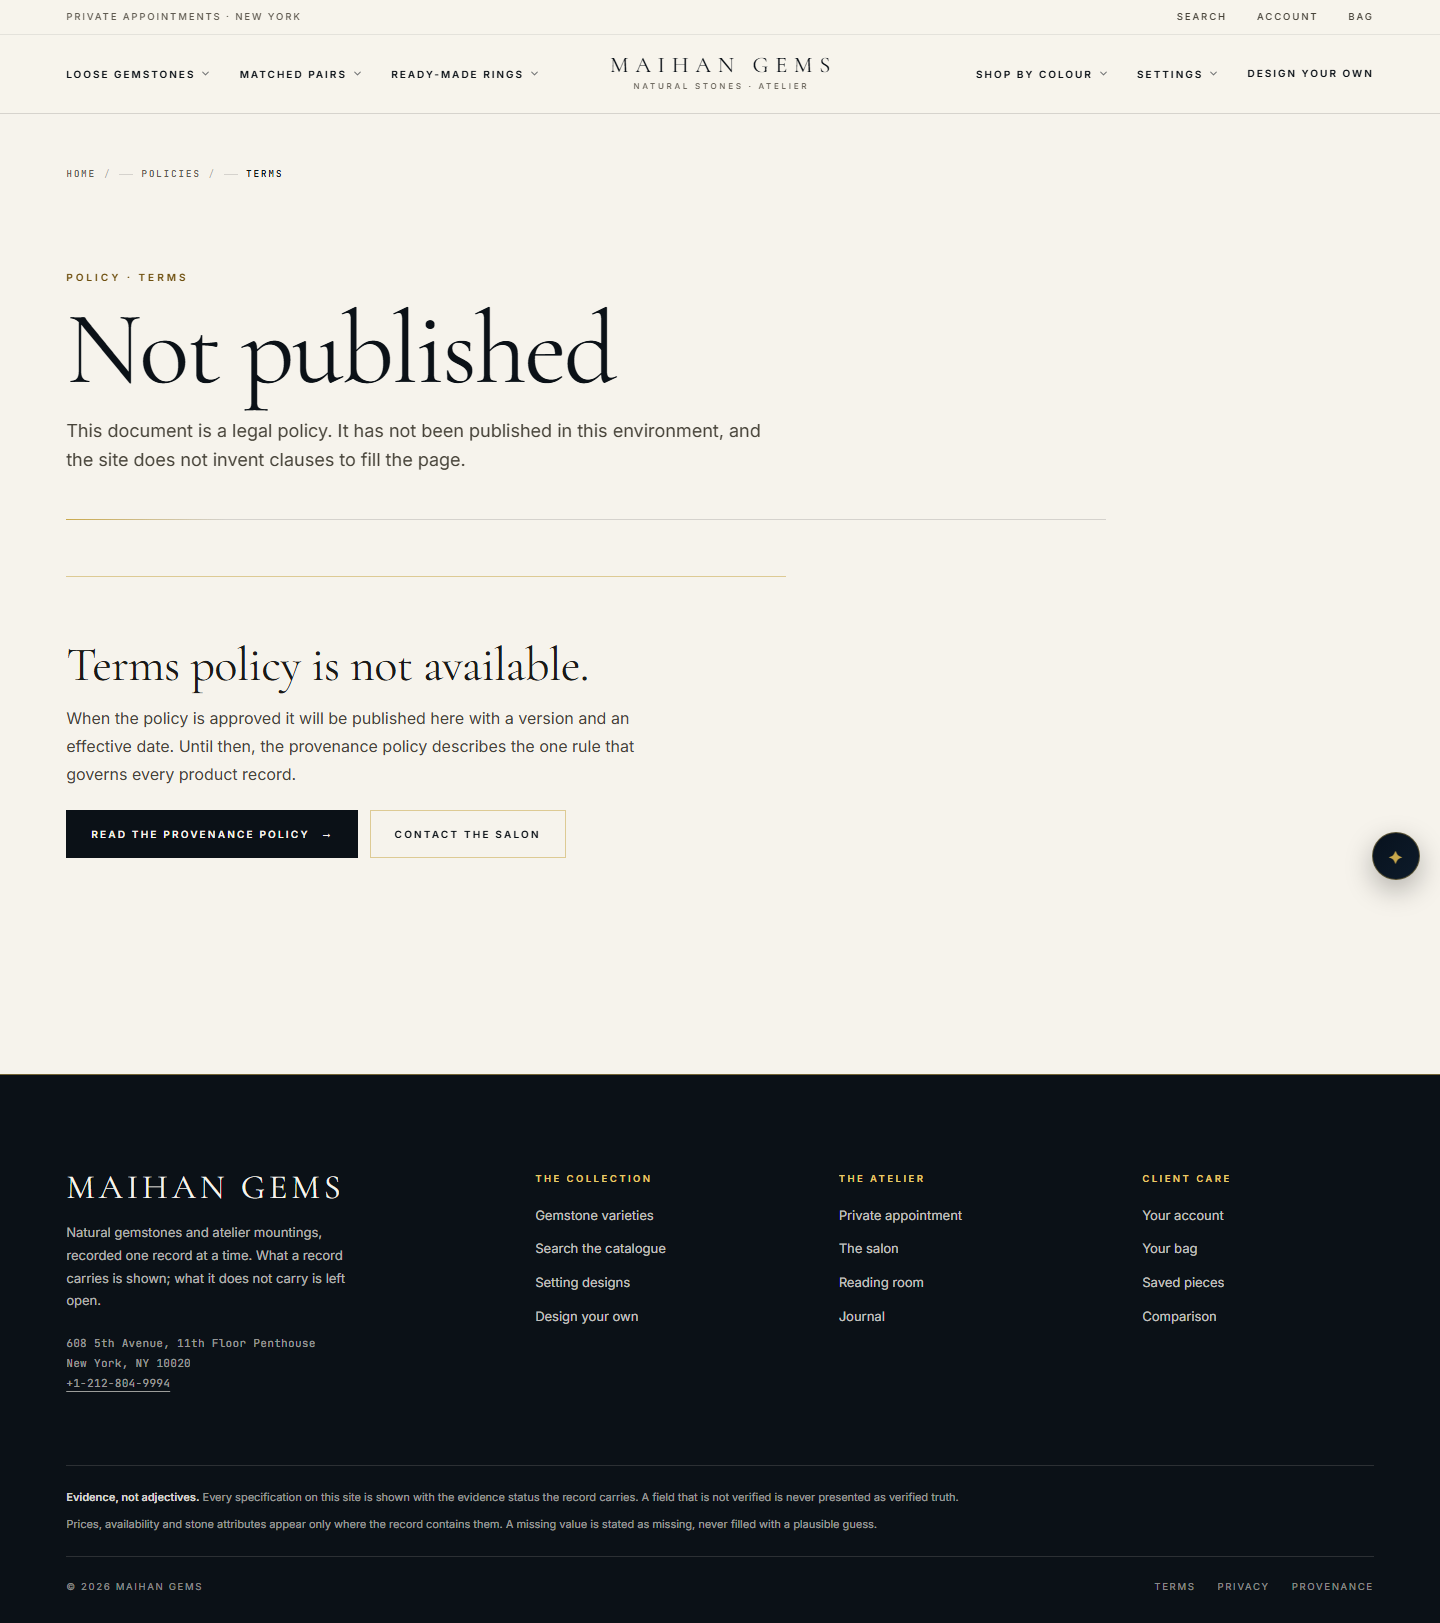 PRIVATE APPOINTMENTS · NEW YORK
SEARCH ACCOUNT BAG
LOOSE GEMSTONES MATCHED PAIRS READY-MADE RINGS
MAIHAN GEMS
NATURAL STONES · ATELIER
SHOP BY COLOUR SETTINGS DESIGN YOUR OWN
HOME / — POLICIES / — TERMS
POLICY · TERMS
Not published
This document is a legal policy. It has not been published in this environment, and
the site does not invent clauses to fill the page.
Terms policy is not available.
When the policy is approved it will be published here with a version and an
effective date. Until then, the provenance policy describes the one rule that
governs every product record.
READ THE PROVENANCE POLICY →
CONTACT THE SALON
MAIHAN GEMS
Natural gemstones and atelier mountings,
recorded one record at a time. What a record
carries is shown; what it does not carry is left
open.
608 5th Avenue, 11th Floor Penthouse
New York, NY 10020
+1-212-804-9994
THE COLLECTION
Gemstone varieties
Search the catalogue
Setting designs
Design your own
THE ATELIER
Private appointment
The salon
Reading room
Journal
CLIENT CARE
Your account
Your bag
Saved pieces
Comparison
Evidence, not adjectives. Every specification on this site is shown with the evidence status the record carries. A field that is not verified is never presented as verified truth.
Prices, availability and stone attributes appear only where the record contains them. A missing value is stated as missing, never filled with a plausible guess.
© 2026 MAIHAN GEMS
TERMS PRIVACY PROVENANCE